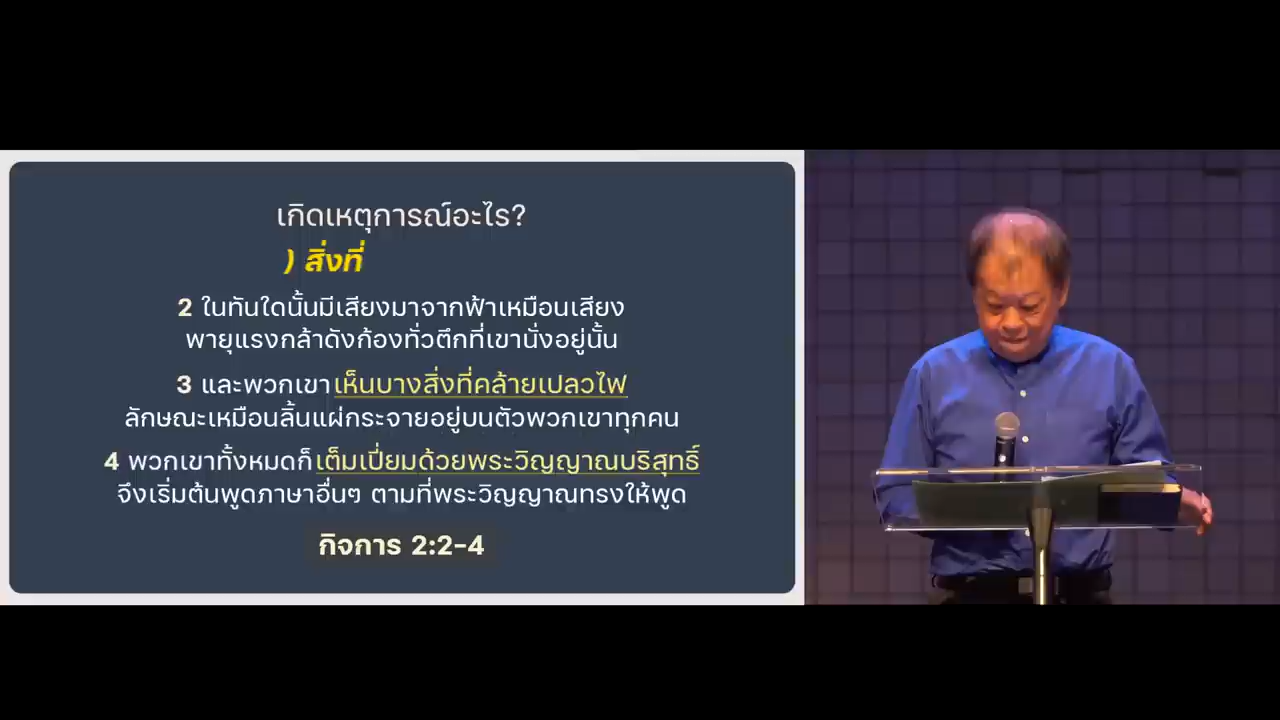 เกิดเหตุการณ์อะไร?
) สิ่งที่
2 ในทันใดนั้นมีเสียงมาจากฟ้าเหมือนเสียง
พายุแรงกล้าดังก้องทั่วตึกที่เขานั่งอยู่นั้น
3 และพวกเขาเห็นบางสิ่งที่คล้ายเปลวไฟ
ลักษณะเหมือนลิ้นแผ่กระจายอยู่บนตัวพวกเขาทุกคน
4 พวกเขาทั้งหมดก็เต็มเปี่ยมด้วยพระวิญญาณบริสุทธิ์
จึงเริ่มต้นพูดภาษาอื่นๆ ตามที่พระวิญญาณทรงให้พูด
กิจการ 2:2-4